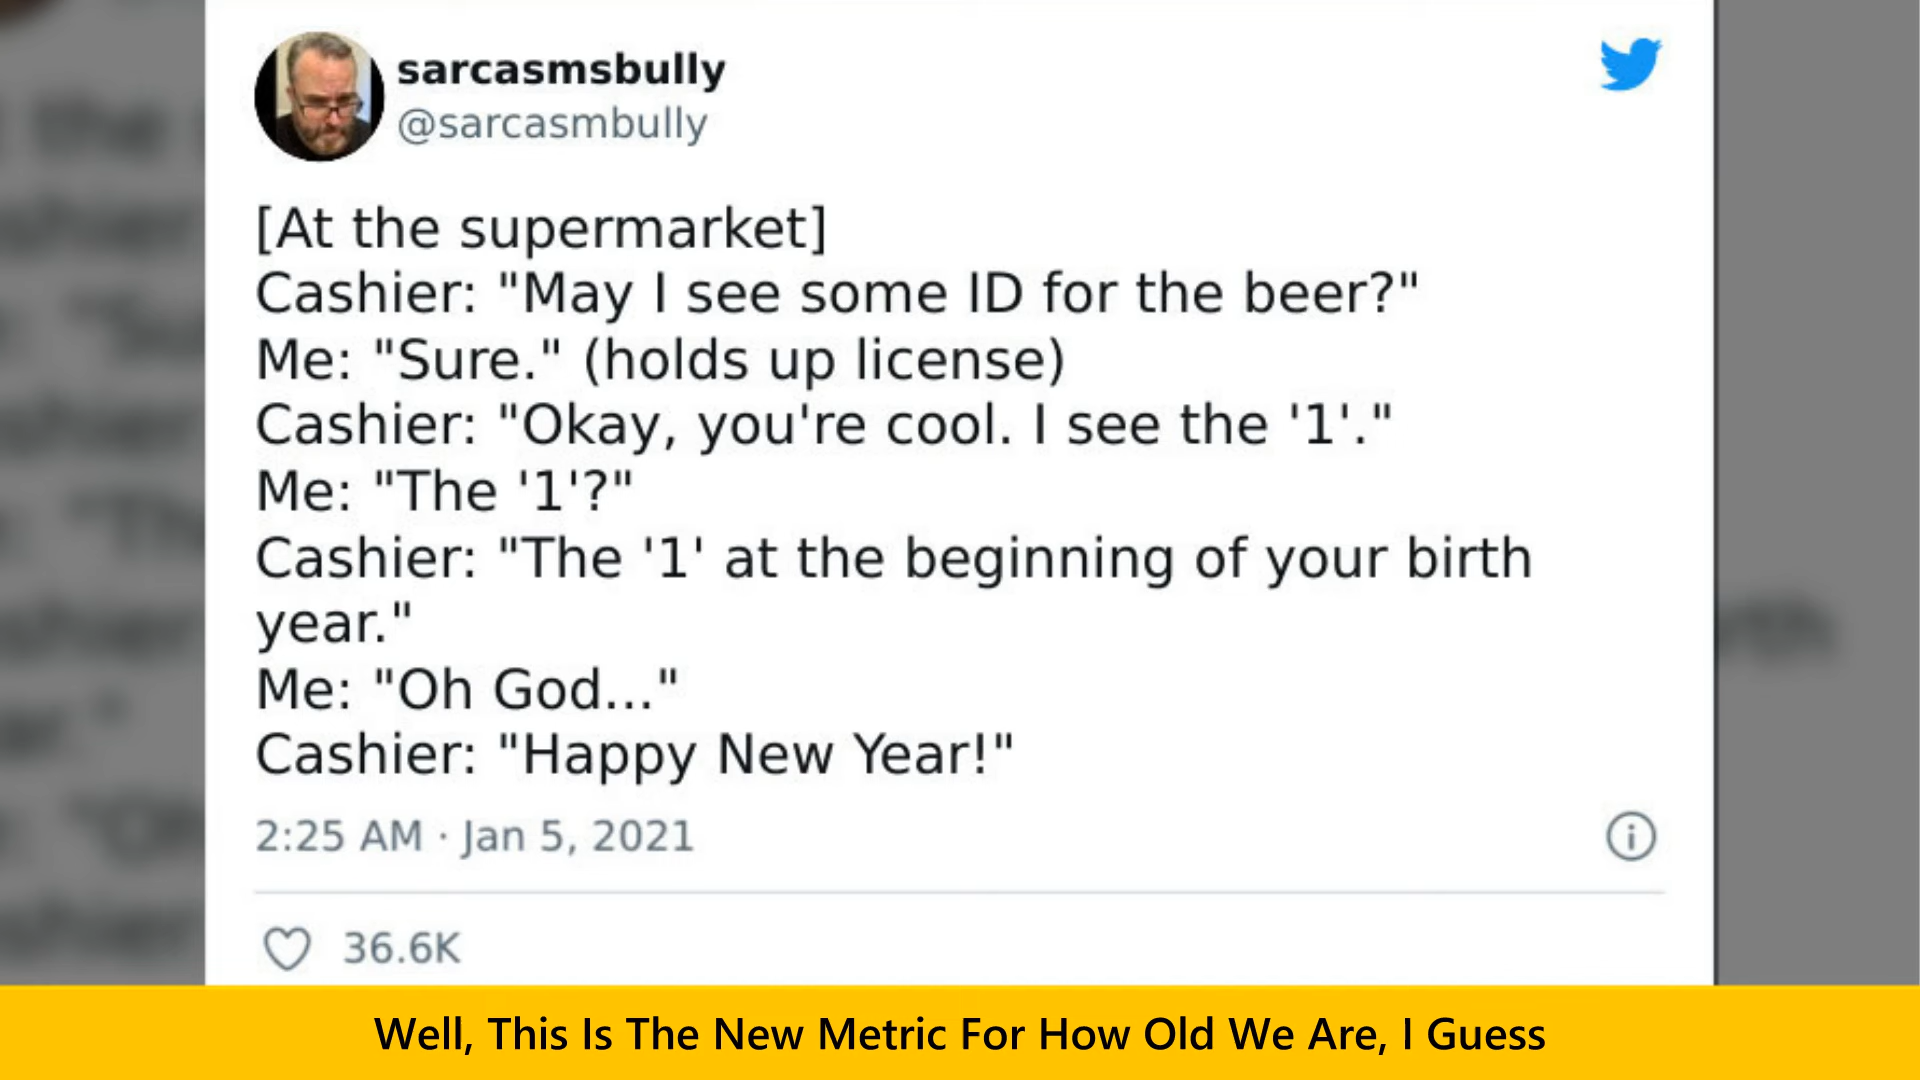 sarcasmsbully
@sarcasmbully
[At the supermarket]
Cashier: "May I see some ID for the beer?"
Me: "Sure." (holds up license)
Cashier: "Okay, you're cool. I see the '1'."
Me: "The '1'?"
Cashier: "The '1' at the beginning of your birth
year."
Me: "Oh God..."
Cashier: "Happy New Year!"
2:25 AM · Jan 5, 2021
36.6K
Well, This Is The New Metric For How Old We Are, I Guess